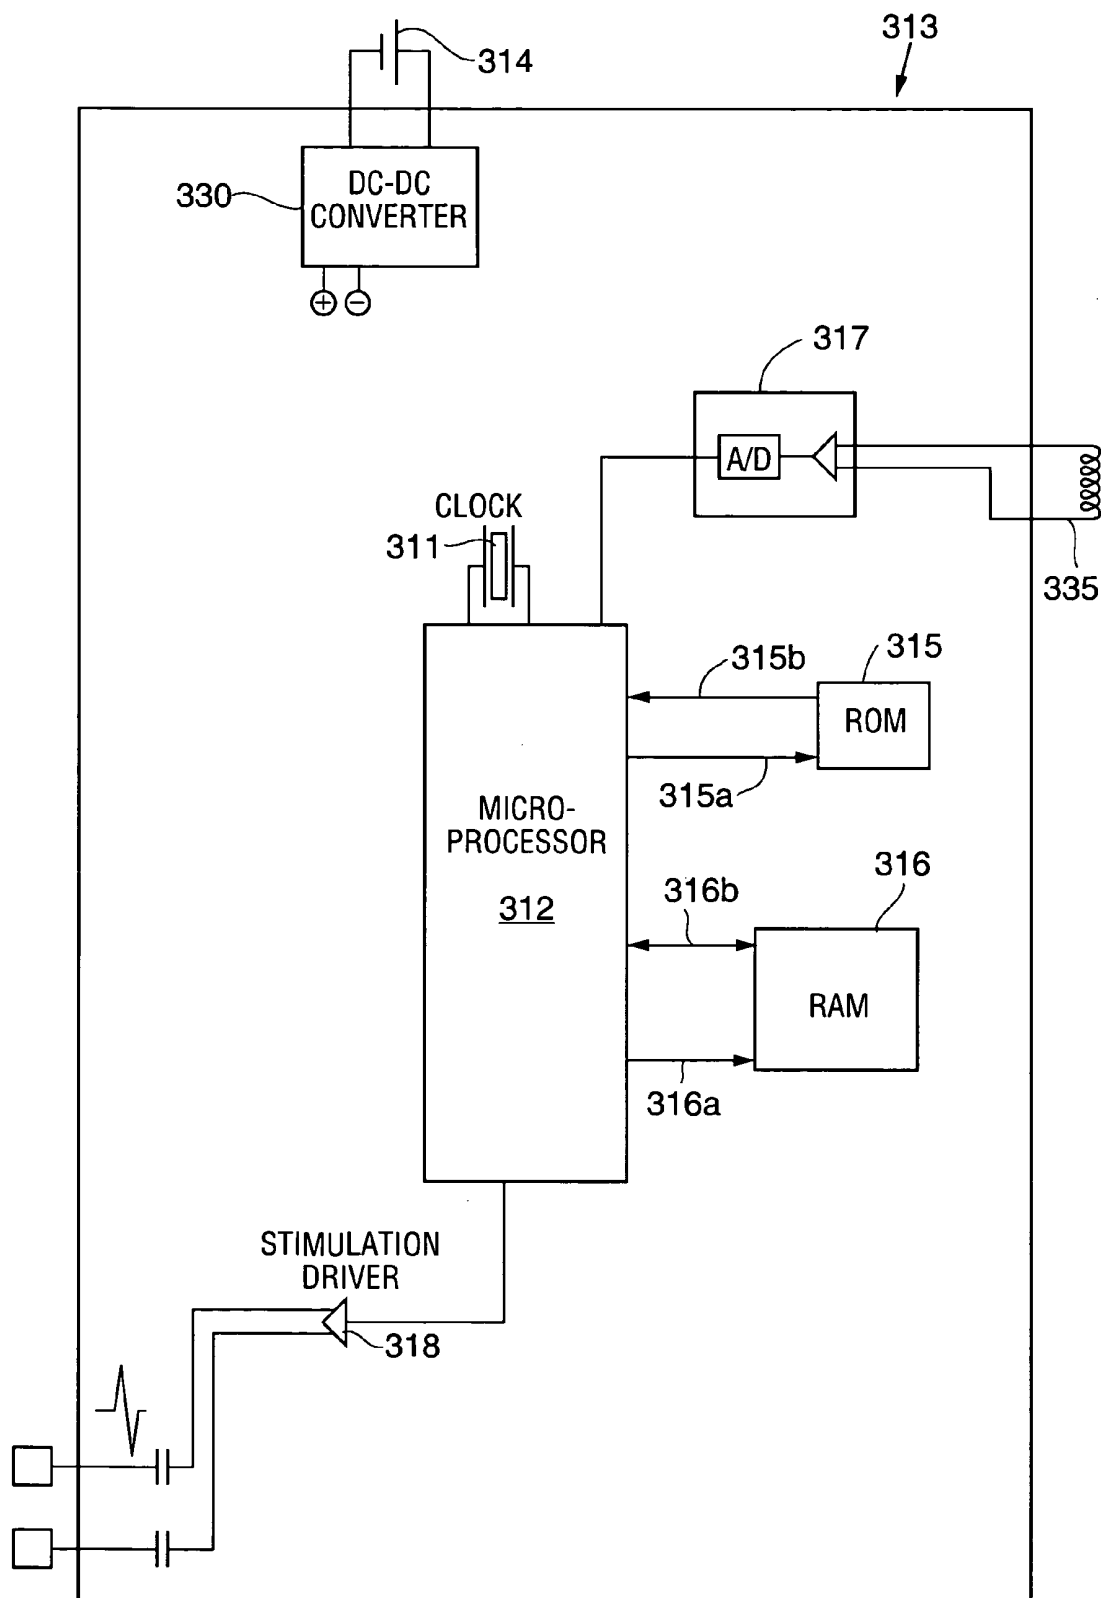 313
314
330
DC-DC
CONVERTER
+ −
317
A/D
CLOCK
311
335
315b
315
ROM
315a
MICRO-
PROCESSOR
312
316
316b
RAM
316a
STIMULATION
DRIVER
318